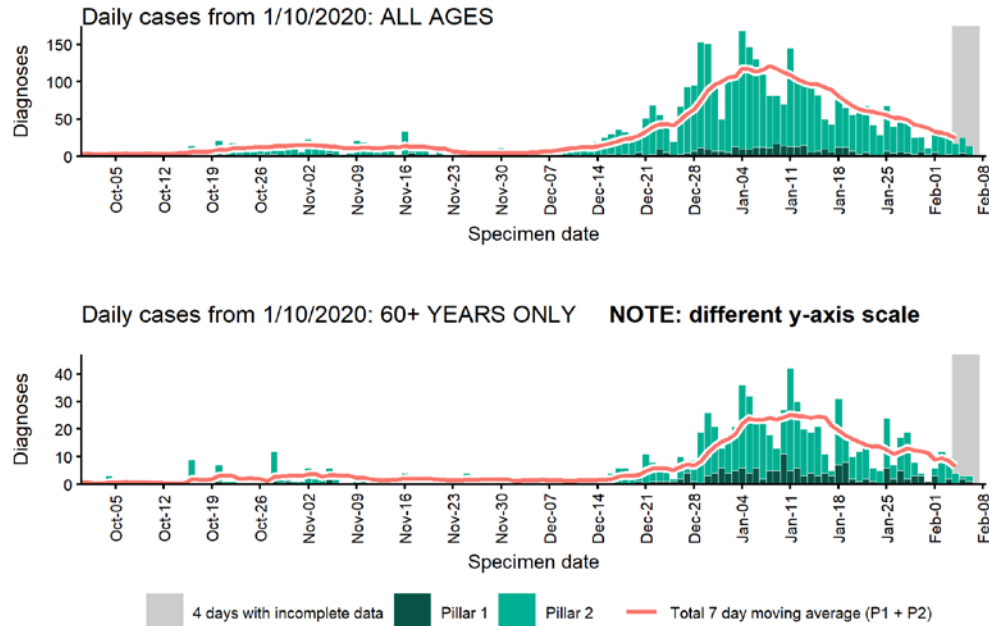 Daily cases from 1/10/2020: ALL AGES
Diagnoses
150
100
50
0
Oct-05
Oct-12
Oct-19
Oct-26
Nov-02
Nov-09
Nov-16
Nov-23
Nov-30
Dec-07
Dec-14
Dec-21
Dec-28
Jan-04
Jan-11
Jan-18
Jan-25
Feb-01
Feb-08
Specimen date
Daily cases from 1/10/2020: 60+ YEARS ONLY NOTE: different y-axis scale
Diagnoses
40
30
20
10
0
Oct-05
Oct-12
Oct-19
Oct-26
Nov-02
Nov-09
Nov-16
Nov-23
Nov-30
Dec-07
Dec-14
Dec-21
Dec-28
Jan-04
Jan-11
Jan-18
Jan-25
Feb-01
Feb-08
Specimen date
4 days with incomplete data Pillar 1 Pillar 2 Total 7 day moving average (P1 + P2)